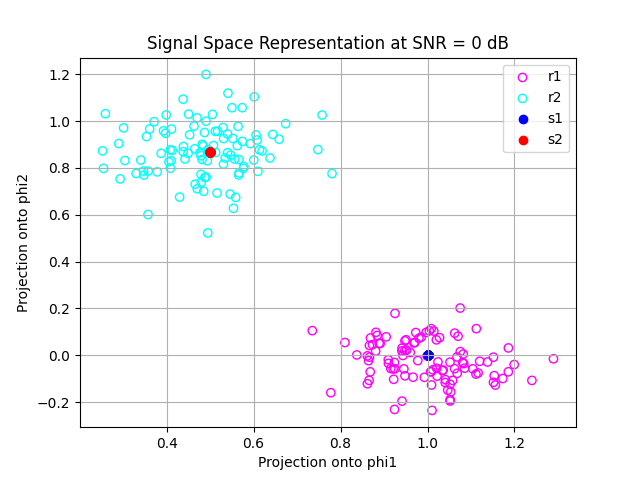 Signal Space Representation at SNR = 0 dB
r1
r2
s1
s2
Projection onto phi2
1.2
1.0
0.8
0.6
0.4
0.2
0.0
−0.2
0.4
0.6
0.8
1.0
1.2
Projection onto phi1